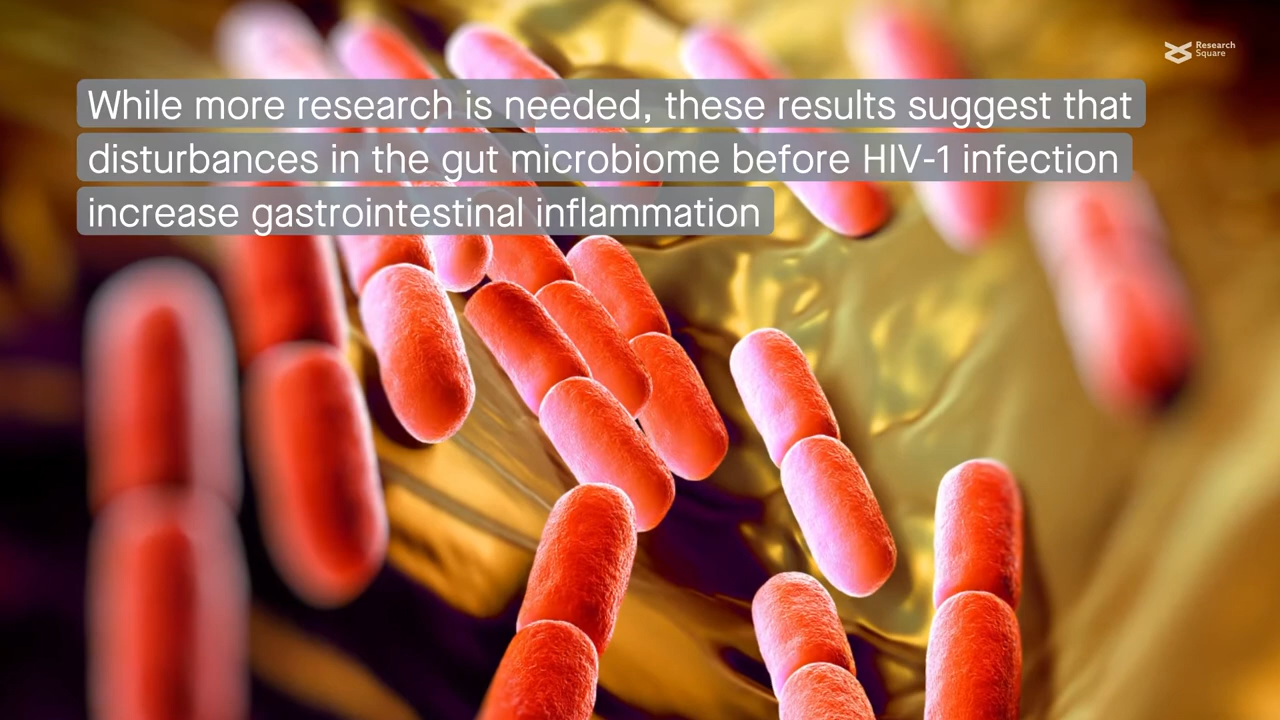 Research
Square
While more research is needed, these results suggest that
disturbances in the gut microbiome before HIV-1 infection
increase gastrointestinal inflammation